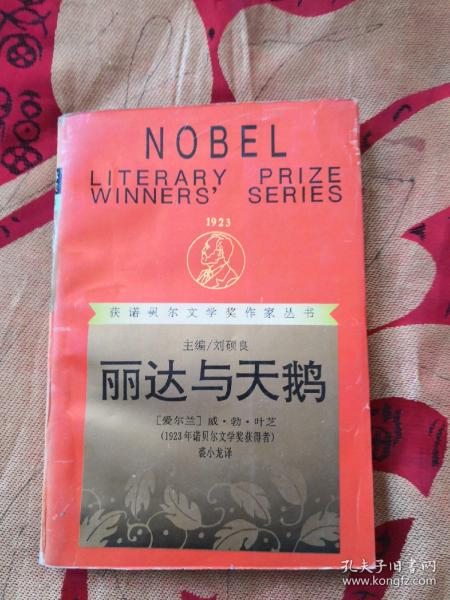 NOBEL
LITERARY PRIZE
WINNERS' SERIES
1923
获诺贝尔文学奖作家丛书
主编/刘硕良
丽达与天鹅
[爱尔兰]威·勃·叶芝
(1923年诺贝尔文学奖获得者)
裘小龙译
孔夫子旧书网
www.kongfz.com